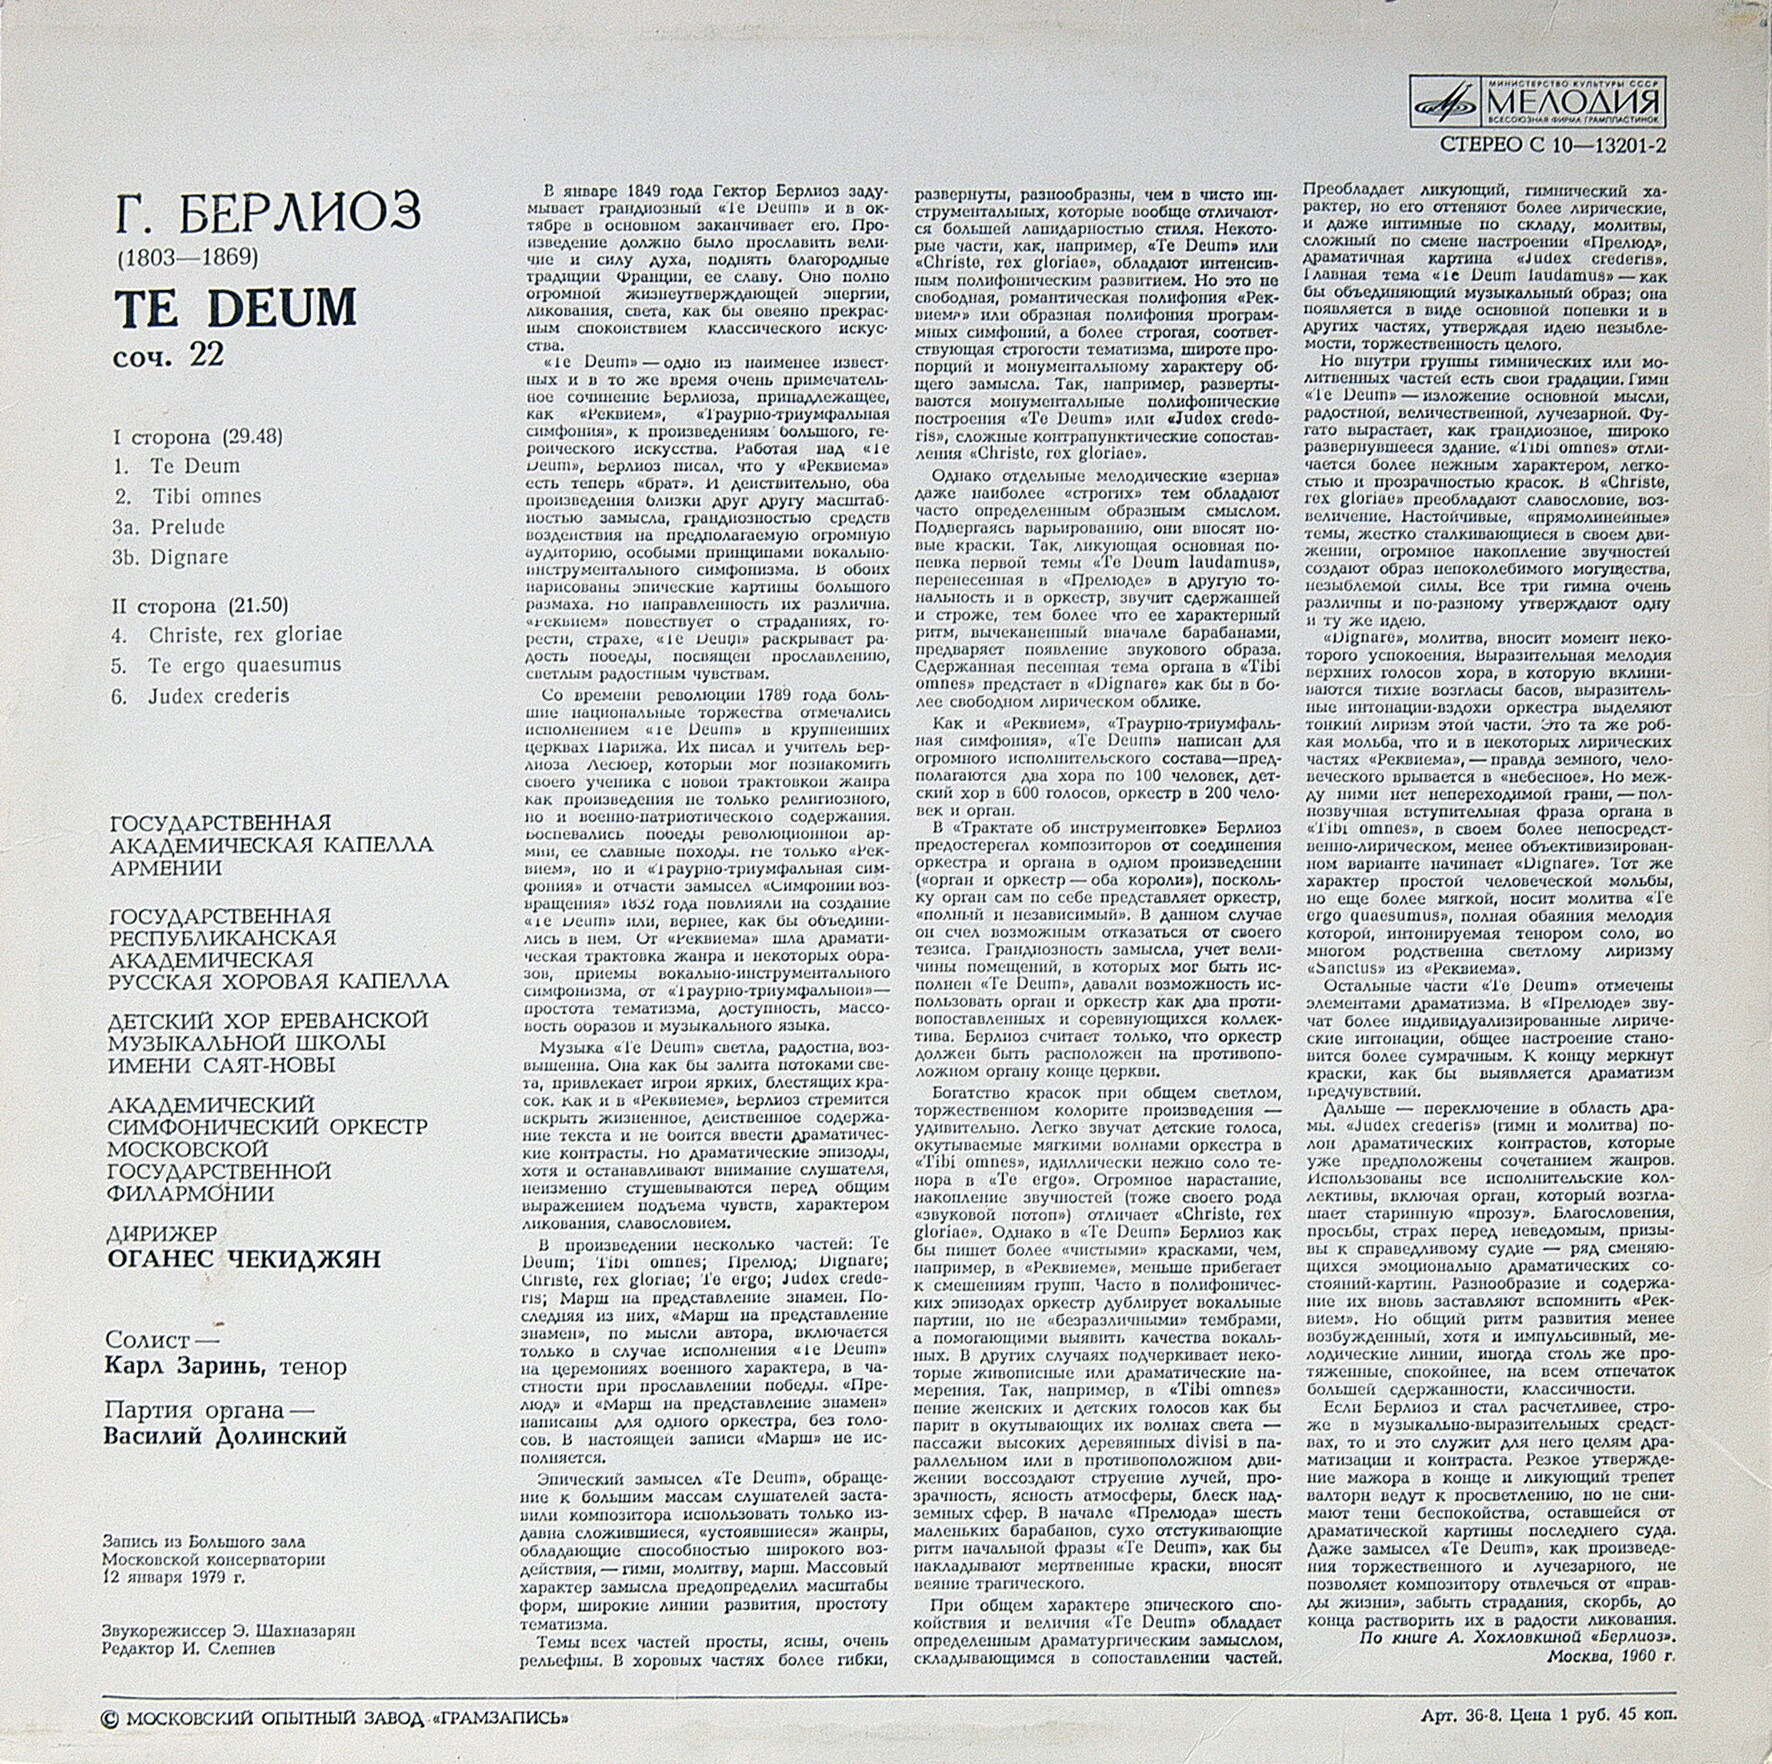 МИНИСТЕРСТВО КУЛЬТУРЫ СССР
МЕЛОДИЯ
ВСЕСОЮЗНАЯ ФИРМА ГРАМПЛАСТИНОК
СТЕРЕО С 10—13201-2
Г. БЕРЛИОЗ
(1803—1869)
TE DEUM
соч. 22
I сторона (29.48)
1. Te Deum
2. Tibi omnes
3a. Prelude
3b. Dignare
II сторона (21.50)
4. Christe, rex gloriae
5. Te ergo quaesumus
6. Judex crederis
ГОСУДАРСТВЕННАЯ
АКАДЕМИЧЕСКАЯ КАПЕЛЛА
АРМЕНИИ
ГОСУДАРСТВЕННАЯ
РЕСПУБЛИКАНСКАЯ
АКАДЕМИЧЕСКАЯ
РУССКАЯ ХОРОВАЯ КАПЕЛЛА
ДЕТСКИЙ ХОР ЕРЕВАНСКОЙ
МУЗЫКАЛЬНОЙ ШКОЛЫ
ИМЕНИ САЯТ-НОВЫ
АКАДЕМИЧЕСКИЙ
СИМФОНИЧЕСКИЙ ОРКЕСТР
МОСКОВСКОЙ
ГОСУДАРСТВЕННОЙ
ФИЛАРМОНИИ
ДИРИЖЕР
ОГАНЕС ЧЕКИДЖЯН
Солист—
Карл Заринь, тенор
Партия органа—
Василий Долинский
Запись из Большого зала
Московской консерватории
12 января 1979 г.
Звукорежиссер Э. Шахназарян
Редактор И. Слепнев
В январе 1849 года Гектор Берлиоз заду-
мывает грандиозный «Te Deum» и в ок-
тябре в основном заканчивает его. Про-
изведение должно было прославить вели-
чие и силу духа, поднять благородные
традиции Франции, ее славу. Оно полно
огромной жизнеутверждающей энергии,
ликования, света, как бы овеяно прекрас-
ным спокойствием классического искус-
ства.
«Te Deum» — одно из наименее извест-
ных и в то же время очень примечатель-
ное сочинение Берлиоза, принадлежащее,
как «Реквием», «Траурно-триумфальная
симфония», к произведениям большого, ге-
роического искусства. Работая над «Te
Deum», Берлиоз писал, что у «Реквиема»
есть теперь «брат». И действительно, оба
произведения близки друг другу масштаб-
ностью замысла, грандиозностью средств
воздействия на предполагаемую огромную
аудиторию, особыми принципами вокально-
инструментального симфонизма. В обоих
нарисованы эпические картины большого
размаха. Но направленность их различна.
«Реквием» повествует о страданиях, го-
рести, страхе, «Te Deum» раскрывает ра-
дость победы, посвящен прославлению,
светлым радостным чувствам.
Со времени революции 1789 года боль-
шие национальные торжества отмечались
исполнением «Te Deum» в крупнейших
церквах Парижа. Их писал и учитель Бер-
лиоза Лесюер, который мог познакомить
своего ученика с новой трактовкой жанра
как произведения не только религиозного,
но и военно-патриотического содержания.
Воспевались победы революционной ар-
мии, ее славные походы. Не только «Рек-
вием», но и «Траурно-триумфальная сим-
фония» и отчасти замысел «Симфонии воз-
вращения» 1832 года повлияли на создание
«Te Deum» или, вернее, как бы объедини-
лись в нем. От «Реквиема» шла драмати-
ческая трактовка жанра и некоторых обра-
зов, приемы вокально-инструментального
симфонизма, от «Траурно-триумфальной»—
простота тематизма, доступность, массо-
вость образов и музыкального языка.
Музыка «Te Deum» светла, радостна, воз-
вышенна. Она как бы залита потоками све-
та, привлекает игрой ярких, блестящих кра-
сок. Как и в «Реквиеме», Берлиоз стремится
вскрыть жизненное, действенное содержа-
ние текста и не боится ввести драматичес-
кие контрасты. Но драматические эпизоды,
хотя и останавливают внимание слушателя,
неизменно стушевываются перед общим
выражением подъема чувств, характером
ликования, славословием.
В произведении несколько частей: Te
Deum; Tibi omnes; Прелюд; Dignare;
Christe, rex gloriae; Te ergo; Judex crede-
ris; Марш на представление знамен. По-
следняя из них, «Марш на представление
знамен», по мысли автора, включается
только в случае исполнения «Te Deum»
на церемониях военного характера, в ча-
стности при прославлении победы. «Пре-
люд» и «Марш на представление знамен»
написаны для одного оркестра, без голо-
сов. В настоящей записи «Марш» не ис-
полняется.
Эпический замысел «Te Deum», обраще-
ние к большим массам слушателей заста-
вили композитора использовать только из-
давна сложившиеся, «устоявшиеся» жанры,
обладающие способностью широкого воз-
действия, — гимн, молитву, марш. Массовый
характер замысла предопределил масштабы
форм, широкие линии развития, простоту
тематизма.
Темы всех частей просты, ясны, очень
рельефны. В хоровых частях более гибки,
развернуты, разнообразны, чем в чисто ин-
струментальных, которые вообще отличают-
ся большей лапидарностью стиля. Некото-
рые части, как, например, «Te Deum» или
«Christe, rex gloriae», обладают интенсив-
ным полифоническим развитием. Но это не
свободная, романтическая полифония «Рек-
виема» или образная полифония програм-
мных симфоний, а более строгая, соответ-
ствующая строгости тематизма, широте про-
порций и монументальному характеру об-
щего замысла. Так, например, разверты-
ваются монументальные полифонические
построения «Te Deum» или «Judex crede-
ris», сложные контрапунктические сопостав-
ления «Christe, rex gloriae».
Однако отдельные мелодические «зерна»
даже наиболее «строгих» тем обладают
часто определенным образным смыслом.
Подвергаясь варьированию, они вносят но-
вые краски. Так, ликующая основная по-
певка первой темы «Te Deum laudamus»,
перенесенная в «Прелюде» в другую то-
нальность и в оркестр, звучит сдержанней
и строже, тем более что ее характерный
ритм, вычеканенный вначале барабанами,
предваряет появление звукового образа.
Сдержанная песенная тема органа в «Tibi
omnes» предстает в «Dignare» как бы в бо-
лее свободном лирическом облике.
Как и «Реквием», «Траурно-триумфаль-
ная симфония», «Te Deum» написан для
огромного исполнительского состава—пред-
полагаются два хора по 100 человек, дет-
ский хор в 600 голосов, оркестр в 200 чело-
век и орган.
В «Трактате об инструментовке» Берлиоз
предостерегал композиторов от соединения
оркестра и органа в одном произведении
(«орган и оркестр — оба короли»), посколь-
ку орган сам по себе представляет оркестр,
«полный и независимый». В данном случае
он счел возможным отказаться от своего
тезиса. Грандиозность замысла, учет вели-
чины помещений, в которых мог быть ис-
полнен «Te Deum», давали возможность ис-
пользовать орган и оркестр как два проти-
вопоставленных и соревнующихся коллек-
тива. Берлиоз считает только, что оркестр
должен быть расположен на противопо-
ложном органу конце церкви.
Богатство красок при общем светлом,
торжественном колорите произведения —
удивительно. Легко звучат детские голоса,
окутываемые мягкими волнами оркестра в
«Tibi omnes», идиллически нежно соло те-
нора в «Te ergo». Огромное нарастание,
накопление звучностей (тоже своего рода
«звуковой потоп») отличает «Christe, rex
gloriae». Однако в «Te Deum» Берлиоз как
бы пишет более «чистыми» красками, чем,
например, в «Реквиеме», меньше прибегает
к смешениям групп. Часто в полифоничес-
ких эпизодах оркестр дублирует вокальные
партии, но не «безразличными» тембрами,
а помогающими выявить качества вокаль-
ных. В других случаях подчеркивает неко-
торые живописные или драматические на-
мерения. Так, например, в «Tibi omnes»
пение женских и детских голосов как бы
парит в окутывающих их волнах света —
пассажи высоких деревянных divisi в па-
раллельном или в противоположном дви-
жении воссоздают струение лучей, про-
зрачность, ясность атмосферы, блеск над-
земных сфер. В начале «Прелюда» шесть
маленьких барабанов, сухо отстукивающие
ритм начальной фразы «Te Deum», как бы
накладывают мертвенные краски, вносят
веяние трагического.
При общем характере эпического спо-
койствия и величия «Te Deum» обладает
определенным драматургическим замыслом,
складывающимся в сопоставлении частей.
Преобладает ликующий, гимнический ха-
рактер, но его оттеняют более лирические,
и даже интимные по складу, молитвы,
сложный по смене настроении «Прелюд»,
драматичная картина «Judex crederis».
Главная тема «Te Deum laudamus» — как
бы объединяющий музыкальный образ; она
появляется в виде основной попевки и в
других частях, утверждая идею незыбле-
мости, торжественность целого.
Но внутри группы гимнических или мо-
литвенных частей есть свои градации. Гимн
«Te Deum» — изложение основной мысли,
радостной, величественной, лучезарной. Фу-
гато вырастает, как грандиозное, широко
развернувшееся здание. «Tibi omnes» отли-
чается более нежным характером, легко-
стью и прозрачностью красок. В «Christe,
rex gloriae» преобладают славословие, воз-
величение. Настойчивые, «прямолинейные»
темы, жестко сталкивающиеся в своем дви-
жении, огромное накопление звучностей
создают образ непоколебимого могущества,
незыблемой силы. Все три гимна очень
различны и по-разному утверждают одну
и ту же идею.
«Dignare», молитва, вносит момент неко-
торого успокоения. Выразительная мелодия
верхних голосов хора, в которую вклини-
ваются тихие возгласы басов, выразитель-
ные интонации-вздохи оркестра выделяют
тонкий лиризм этой части. Это та же роб-
кая мольба, что и в некоторых лирических
частях «Реквиема», — правда земного, чело-
веческого врывается в «небесное». Но меж-
ду ними нет непереходимой грани, — пол-
нозвучная вступительная фраза органа в
«Tibi omnes», в своем более непосредст-
венно-лирическом, менее объективизирован-
ном варианте начинает «Dignare». Тот же
характер простой человеческой мольбы,
но еще более мягкой, носит молитва «Te
ergo quaesumus», полная обаяния мелодия
которой, интонируемая тенором соло, во
многом родственна светлому лиризму
«Sanctus» из «Реквиема».
Остальные части «Te Deum» отмечены
элементами драматизма. В «Прелюде» зву-
чат более индивидуализированные лириче-
ские интонации, общее настроение стано-
вится более сумрачным. К концу меркнут
краски, как бы выявляется драматизм
предчувствий.
Дальше — переключение в область дра-
мы. «Judex crederis» (гимн и молитва) по-
лон драматических контрастов, которые
уже предположены сочетанием жанров.
Использованы все исполнительские кол-
лективы, включая орган, который возгла-
шает старинную «прозу». Благословения,
просьбы, страх перед неведомым, призы-
вы к справедливому судие — ряд сменяю-
щихся эмоционально драматических со-
стояний-картин. Разнообразие и содержа-
ние их вновь заставляют вспомнить «Рек-
вием». Но общий ритм развития менее
возбужденный, хотя и импульсивный, ме-
лодические линии, иногда столь же про-
тяженные, спокойнее, на всем отпечаток
большей сдержанности, классичности.
Если Берлиоз и стал расчетливее, стро-
же в музыкально-выразительных средст-
вах, то и это служит для него целям дра-
матизации и контраста. Резкое утвержде-
ние мажора в конце и ликующий трепет
валторн ведут к просветлению, но не сни-
мают тени беспокойства, оставшейся от
драматической картины последнего суда.
Даже замысел «Te Deum», как произведе-
ния торжественного и лучезарного, не
позволяет композитору отвлечься от «прав-
ды жизни», забыть страдания, скорбь, до
конца растворить их в радости ликования.
По книге А. Хохловкиной «Берлиоз».
Москва, 1960 г.
© МОСКОВСКИЙ ОПЫТНЫЙ ЗАВОД «ГРАМЗАПИСЬ»
Арт. 36-8. Цена 1 руб. 45 коп.